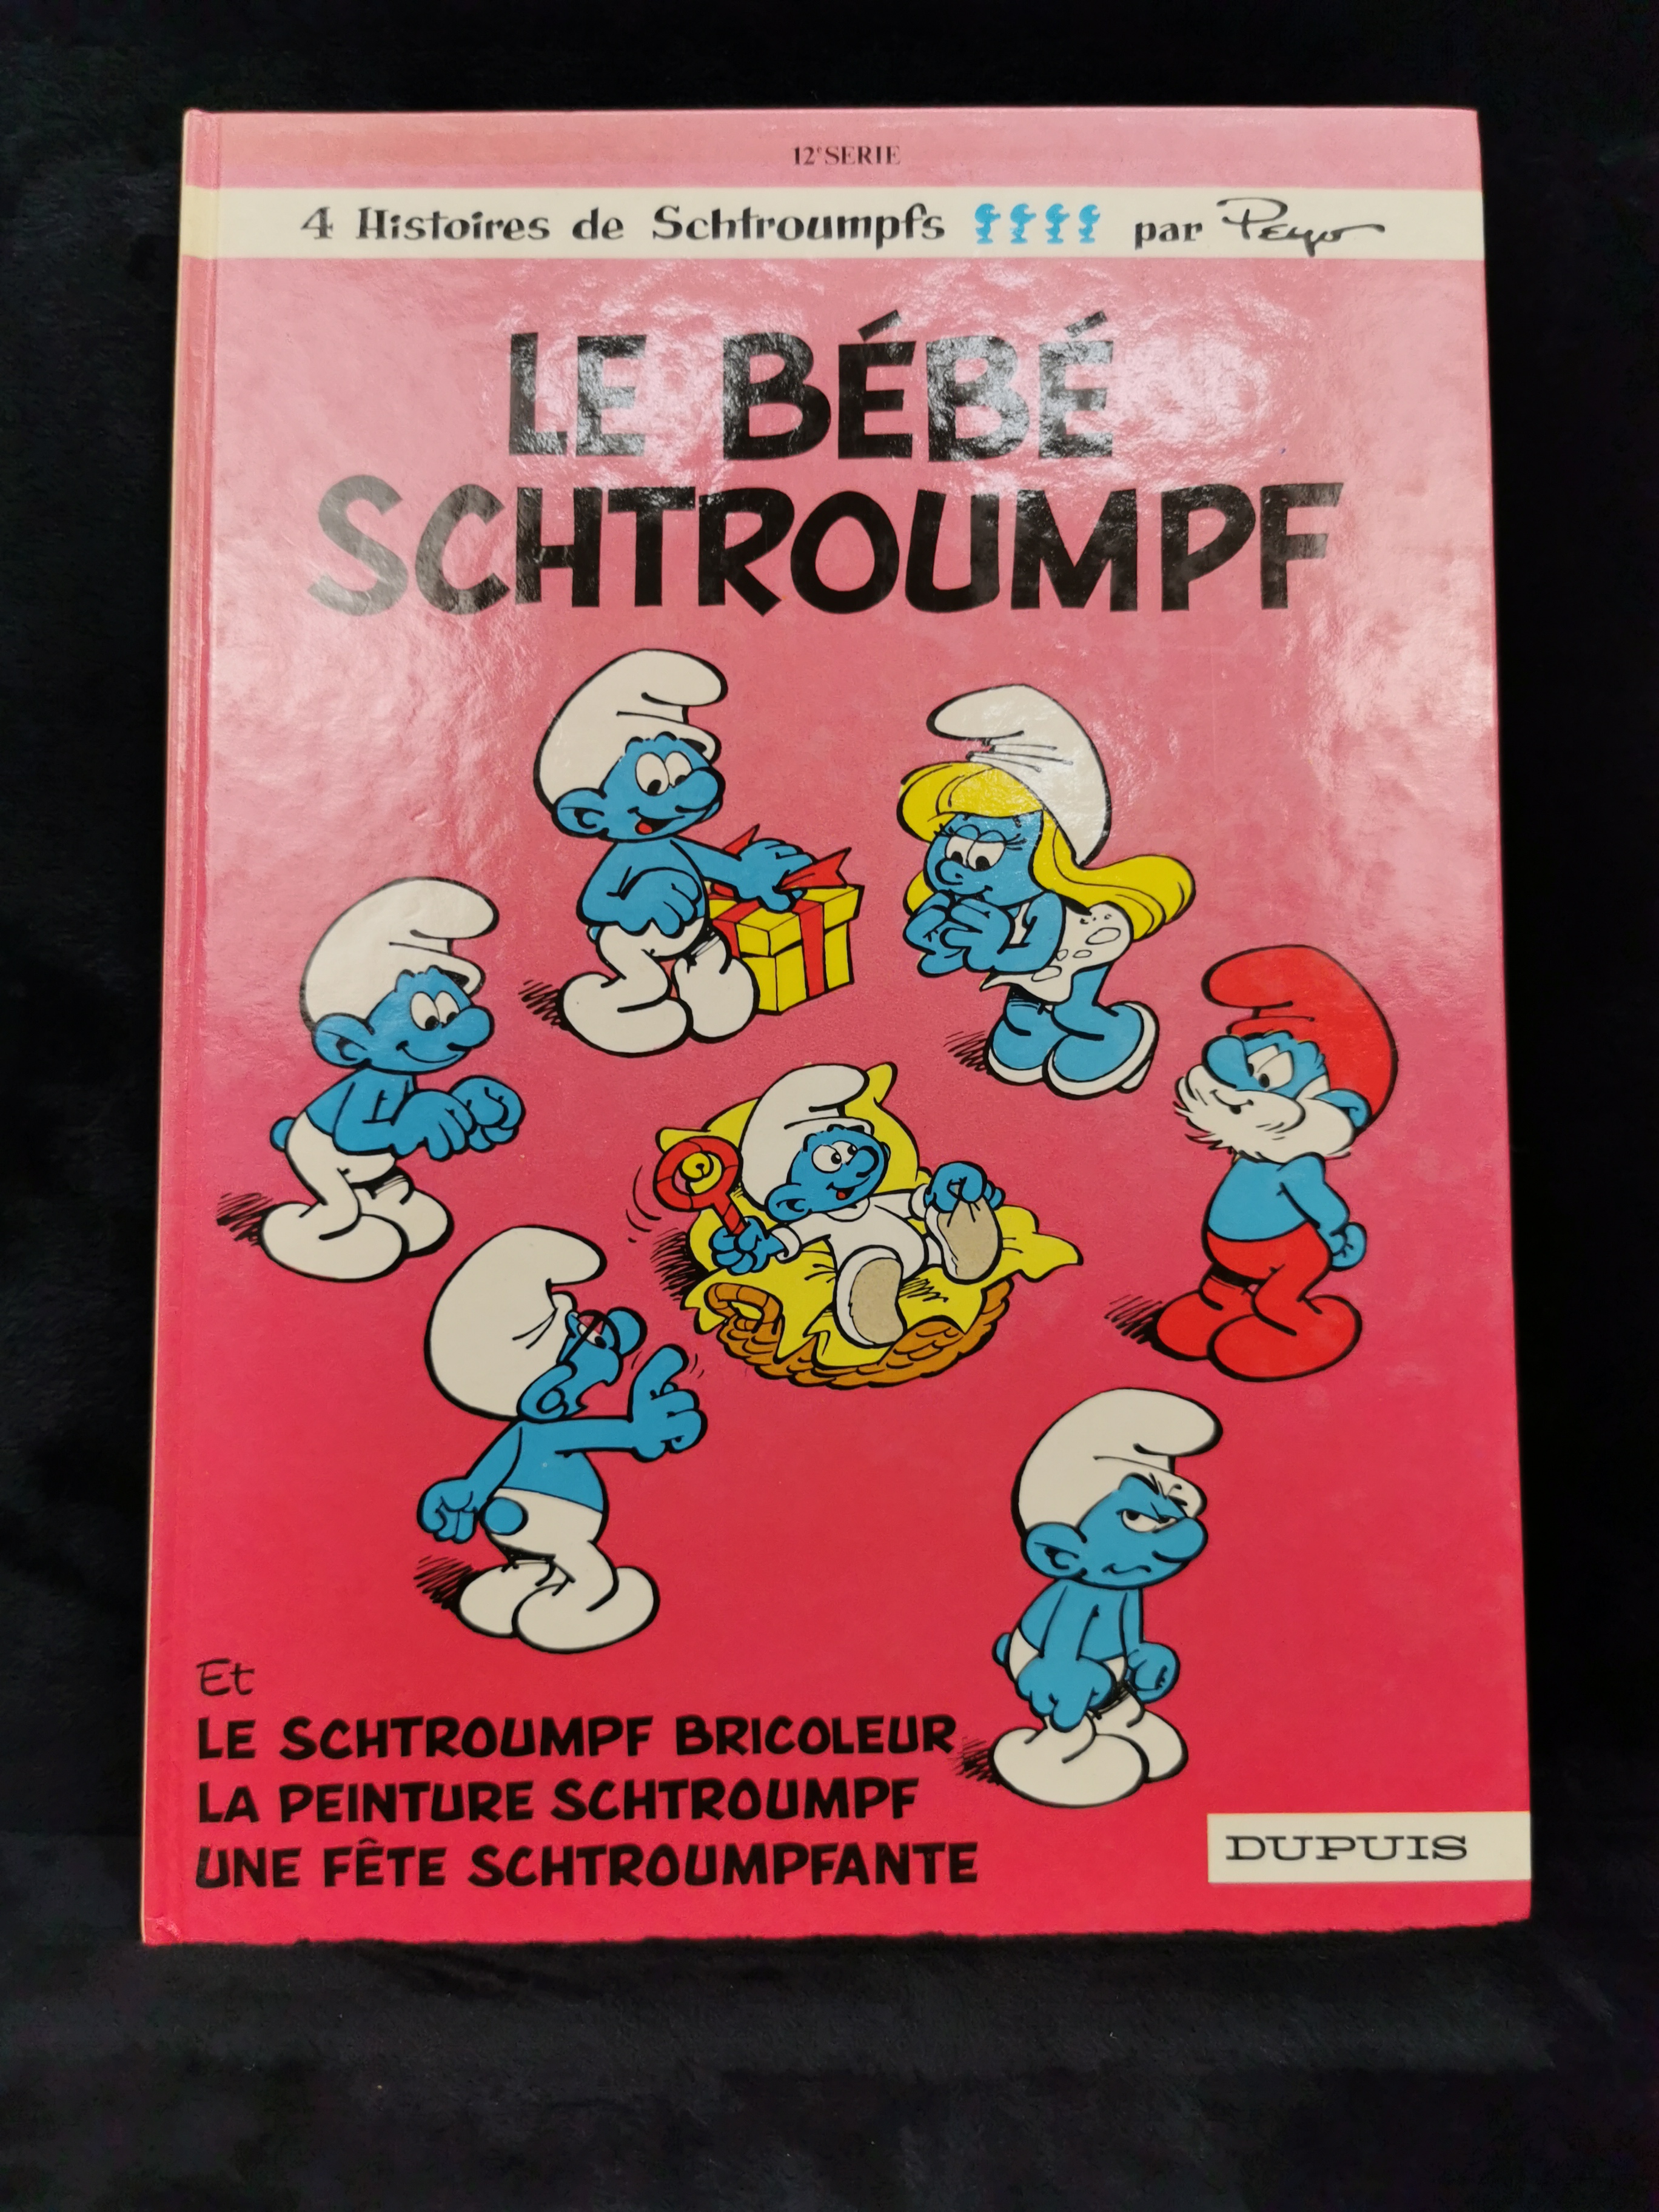 12e SERIE
4 Histoires de Schtroumpfs par Peyo
LE BÉBÉ
SCHTROUMPF
Et
LE SCHTROUMPF BRICOLEUR
LA PEINTURE SCHTROUMPF
UNE FÊTE SCHTROUMPFANTE
DUPUIS